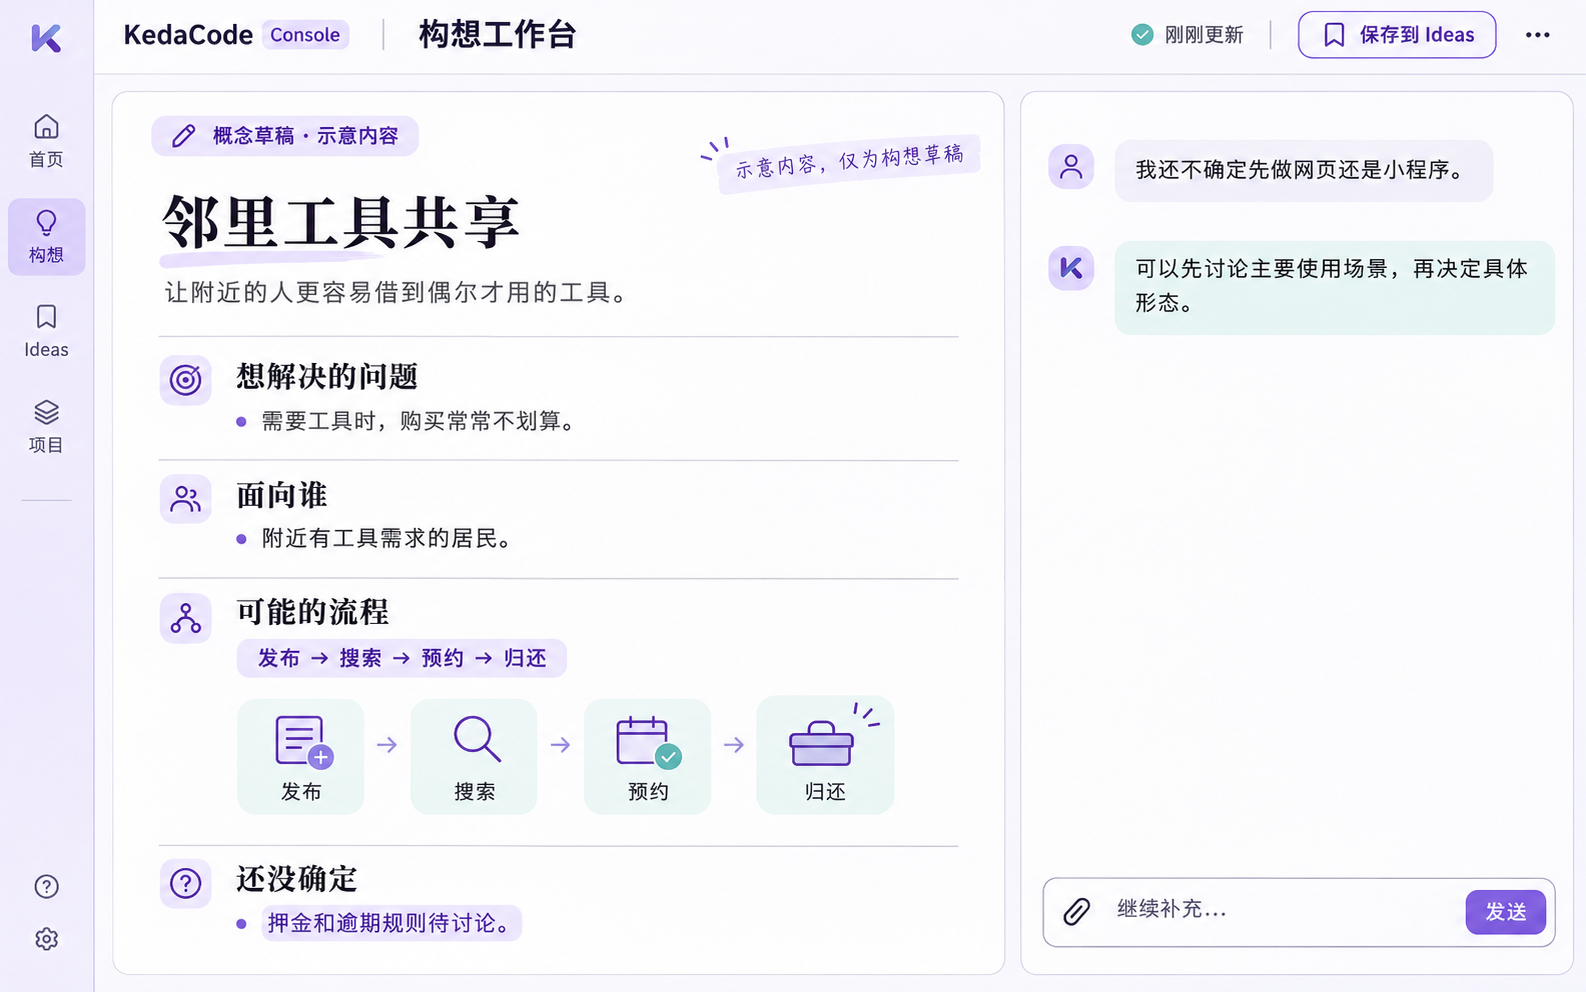 KedaCode Console
构想工作台
刚刚更新
保存到 Ideas
首页
构想
Ideas
项目
概念草稿·示意内容
示意内容，仅为构想草稿
邻里工具共享
让附近的人更容易借到偶尔才用的工具。
想解决的问题
需要工具时，购买常常不划算。
面向谁
附近有工具需求的居民。
可能的流程
发布 → 搜索 → 预约 → 归还
发布 → 搜索 → 预约 → 归还
还没确定
押金和逾期规则待讨论。
我还不确定先做网页还是小程序。
可以先讨论主要使用场景，再决定具体
形态。
继续补充...
发送